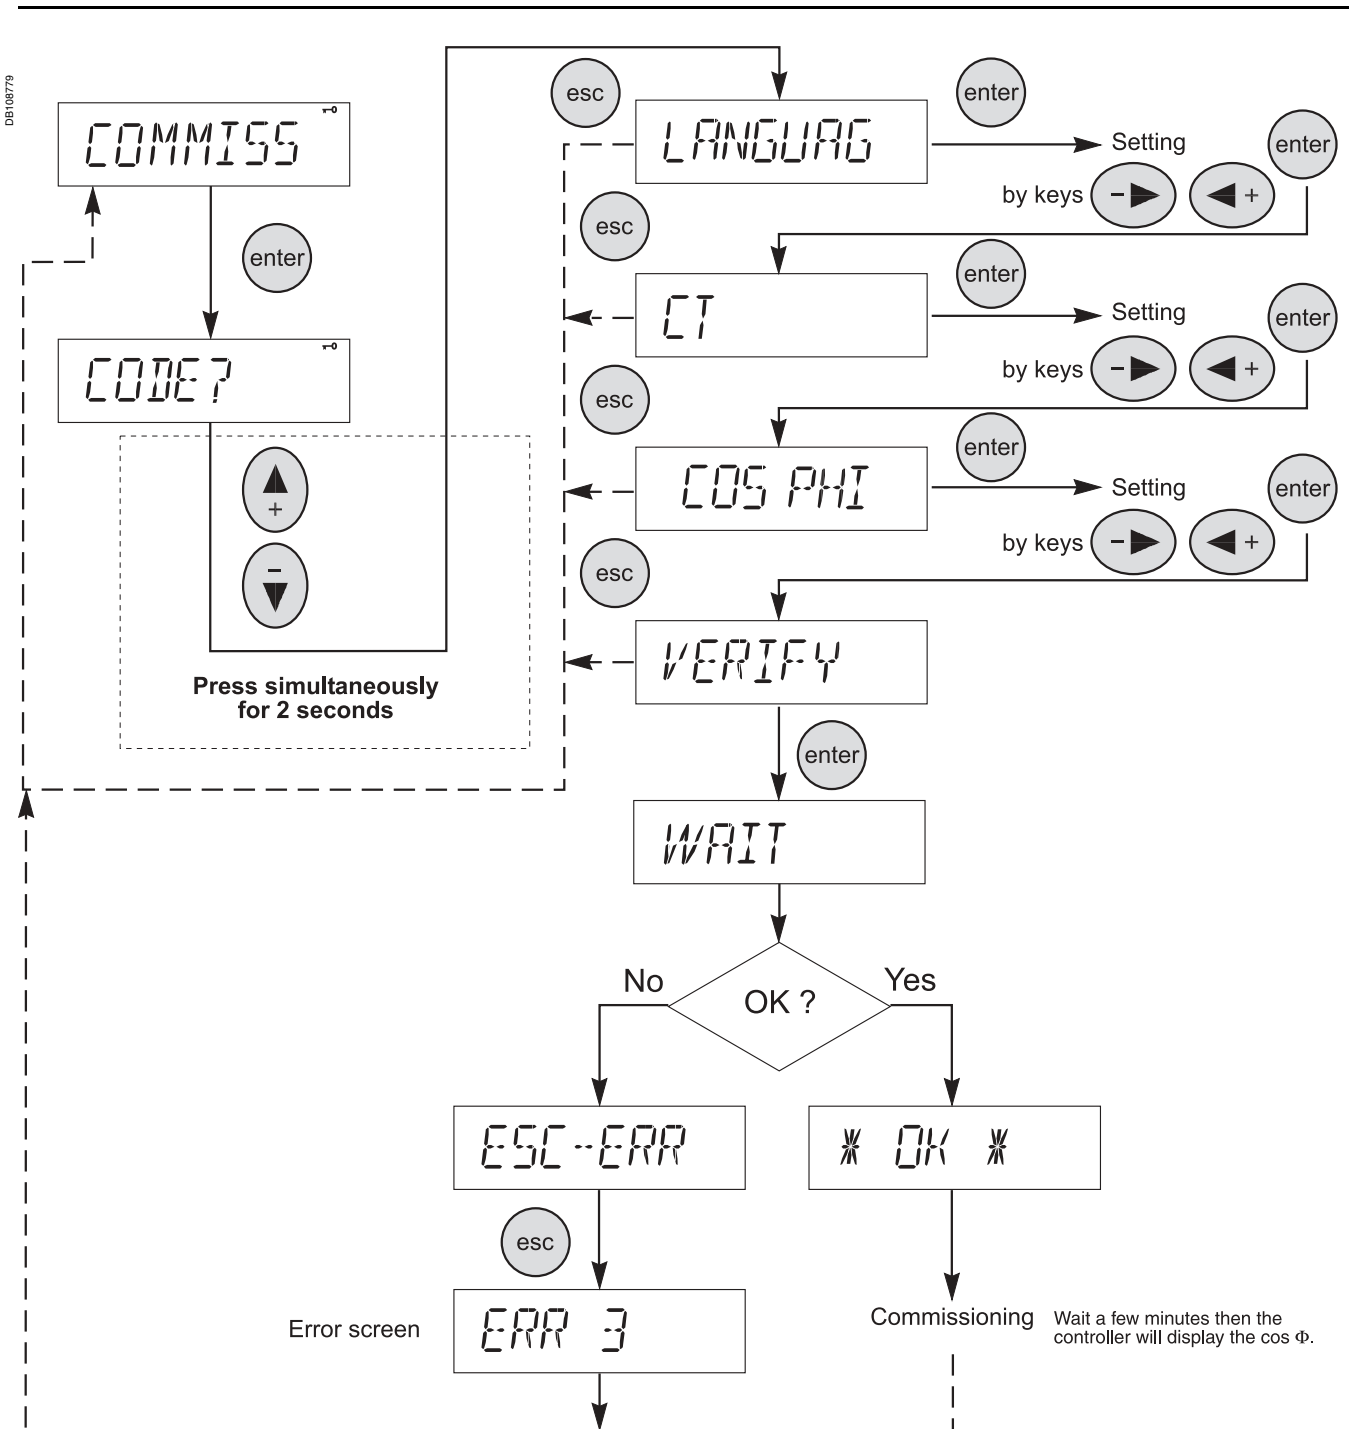 DB108779
COMMISS
enter
CODE?
+
-
Press simultaneously
for 2 seconds
esc
LANGUAG
enter
Setting
enter
by keys - +
esc
CT
enter
Setting
enter
by keys - +
esc
COS PHI
enter
Setting
enter
by keys - +
esc
VERIFY
enter
WAIT
No
OK ?
Yes
ESC-ERR
* OK *
esc
Error screen
ERR 3
Commissioning
Wait a few minutes then the
controller will display the cos Φ.